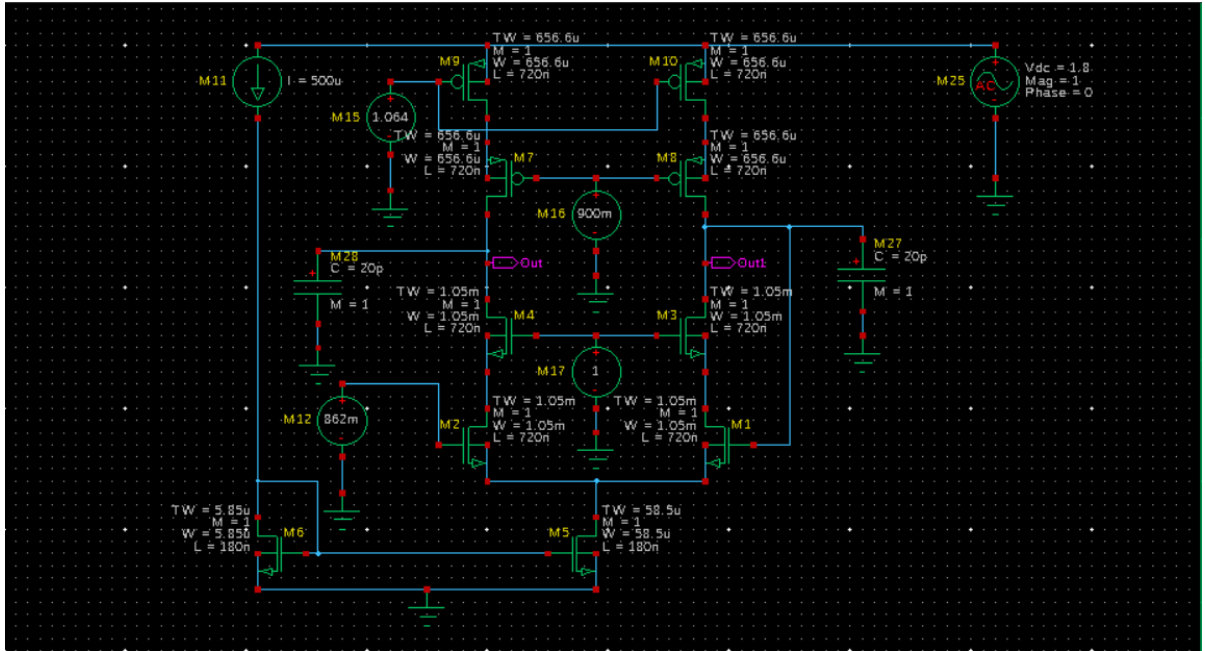 TW = 656.6u
M = 1
W = 656.6u
L = 720n
M9
TW = 656.6u
M = 1
W = 656.6u
L = 720n
M10
M11
I = 500u
M25
AC
Vdc = 1.8
Mag = 1
Phase = 0
M15
1.064
TW = 656.6u
M = 1
W = 656.6u
L = 720n
M7
TW = 656.6u
M = 1
W = 656.6u
L = 720n
M8
M16
900m
M28
C = 20p
M = 1
Out
Out1
M27
C = 20p
M = 1
TW = 1.05m
M = 1
W = 1.05m
L = 720n
M4
TW = 1.05m
M = 1
W = 1.05m
L = 720n
M3
M17
1
M12
862m
M2
TW = 1.05m
M = 1
W = 1.05m
L = 720n
TW = 1.05m
M = 1
W = 1.05m
L = 720n
M1
TW = 5.85u
M = 1
W = 5.85u
L = 180n
M6
M5
TW = 58.5u
M = 1
W = 58.5u
L = 180n